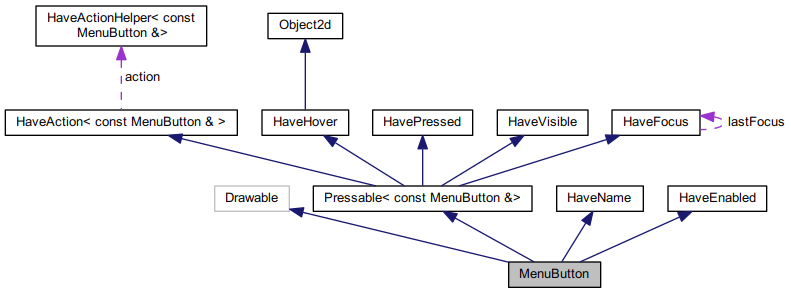 HaveActionHelper< const
MenuButton &>
Object2d
action
HaveAction< const MenuButton & >
HaveHover
HavePressed
HaveVisible
HaveFocus
lastFocus
Drawable
Pressable< const MenuButton &>
HaveName
HaveEnabled
MenuButton